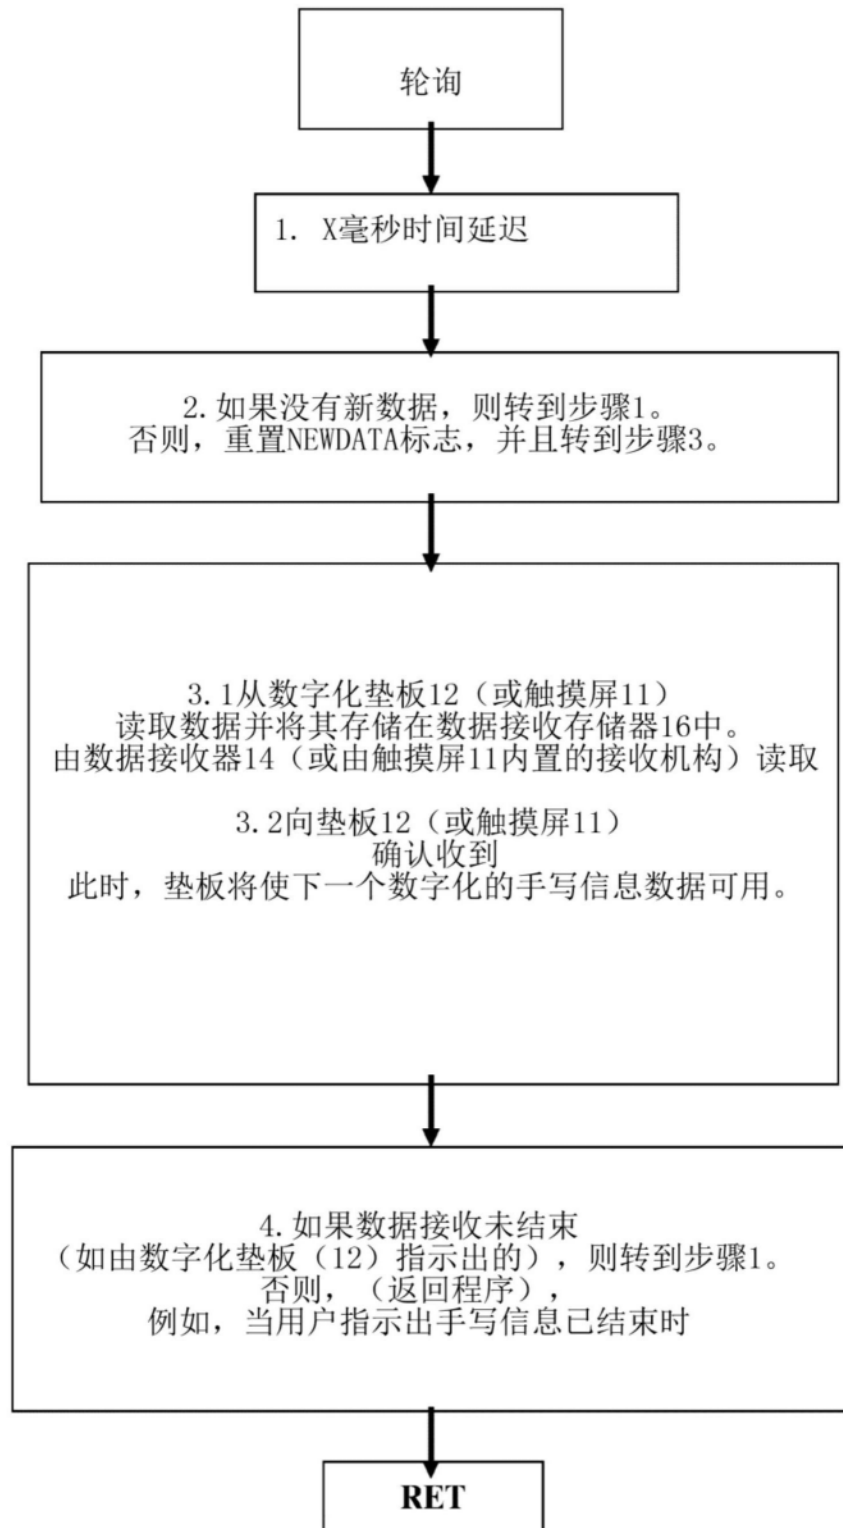 轮询
1. X毫秒时间延迟
2.如果没有新数据，则转到步骤1。
否则，重置NEWDATA标志，并且转到步骤3。
3.1从数字化垫板12（或触摸屏11）
读取数据并将其存储在数据接收存储器16中。
由数据接收器14（或由触摸屏11内置的接收机构）读取
3.2向垫板12（或触摸屏11）
确认收到
此时，垫板将使下一个数字化的手写信息数据可用。
4.如果数据接收未结束
（如由数字化垫板（12）指示出的），则转到步骤1。
否则，（返回程序），
例如，当用户指示出手写信息已结束时
RET